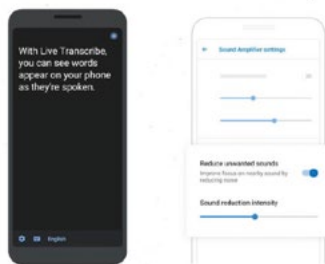 With Live Transcribe,
you can see words
appear on your phone
as they're spoken.
English
Sound Amplifier settings
Reduce unwanted sounds
Improve focus on nearby sound by
reducing noise
Sound reduction intensity